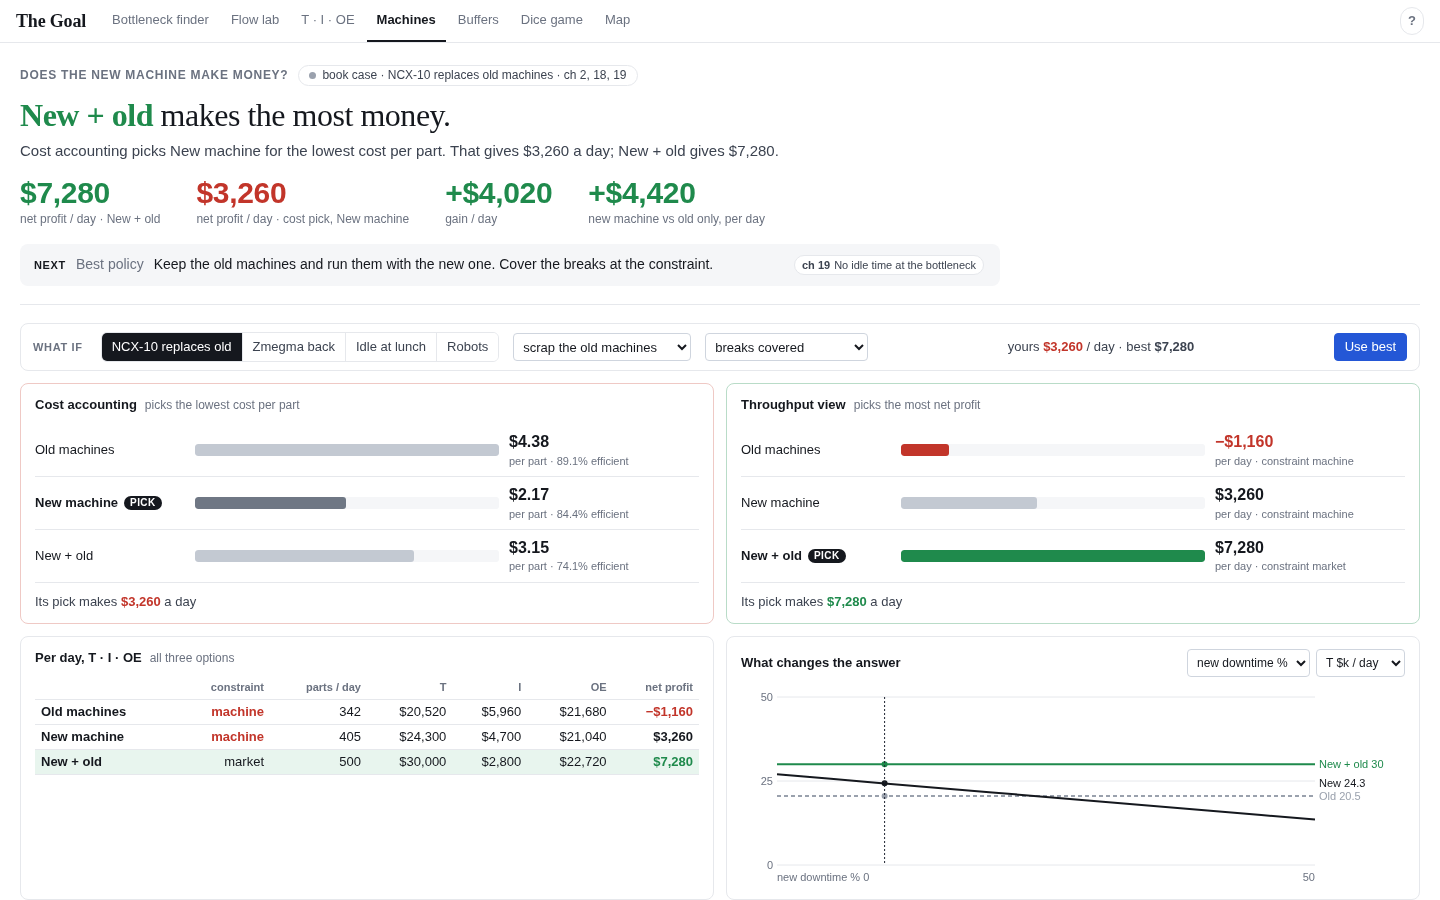 The Goal
Bottleneck finder
Flow lab
T · I · OE
Machines
Buffers
Dice game
Map
?
DOES THE NEW MACHINE MAKE MONEY?
book case · NCX-10 replaces old machines · ch 2, 18, 19
New + old makes the most money.
Cost accounting picks New machine for the lowest cost per part. That gives $3,260 a day; New + old gives $7,280.
$7,280
net profit / day · New + old
$3,260
net profit / day · cost pick, New machine
+$4,020
gain / day
+$4,420
new machine vs old only, per day
NEXT Best policy Keep the old machines and run them with the new one. Cover the breaks at the constraint.
ch 19 No idle time at the bottleneck
WHAT IF
NCX-10 replaces old
Zmegma back
Idle at lunch
Robots
scrap the old machines
breaks covered
yours $3,260 / day · best $7,280
Use best
Cost accounting picks the lowest cost per part
Old machines
$4.38
per part · 89.1% efficient
New machine PICK
$2.17
per part · 84.4% efficient
New + old
$3.15
per part · 74.1% efficient
Its pick makes $3,260 a day
Throughput view picks the most net profit
Old machines
−$1,160
per day · constraint machine
New machine
$3,260
per day · constraint machine
New + old PICK
$7,280
per day · constraint market
Its pick makes $7,280 a day
Per day, T · I · OE all three options
constraint parts / day T I OE net profit
Old machines machine 342 $20,520 $5,960 $21,680 −$1,160
New machine machine 405 $24,300 $4,700 $21,040 $3,260
New + old market 500 $30,000 $2,800 $22,720 $7,280
What changes the answer
new downtime %
T $k / day
50
25
0
New + old 30
New 24.3
Old 20.5
new downtime % 0
50